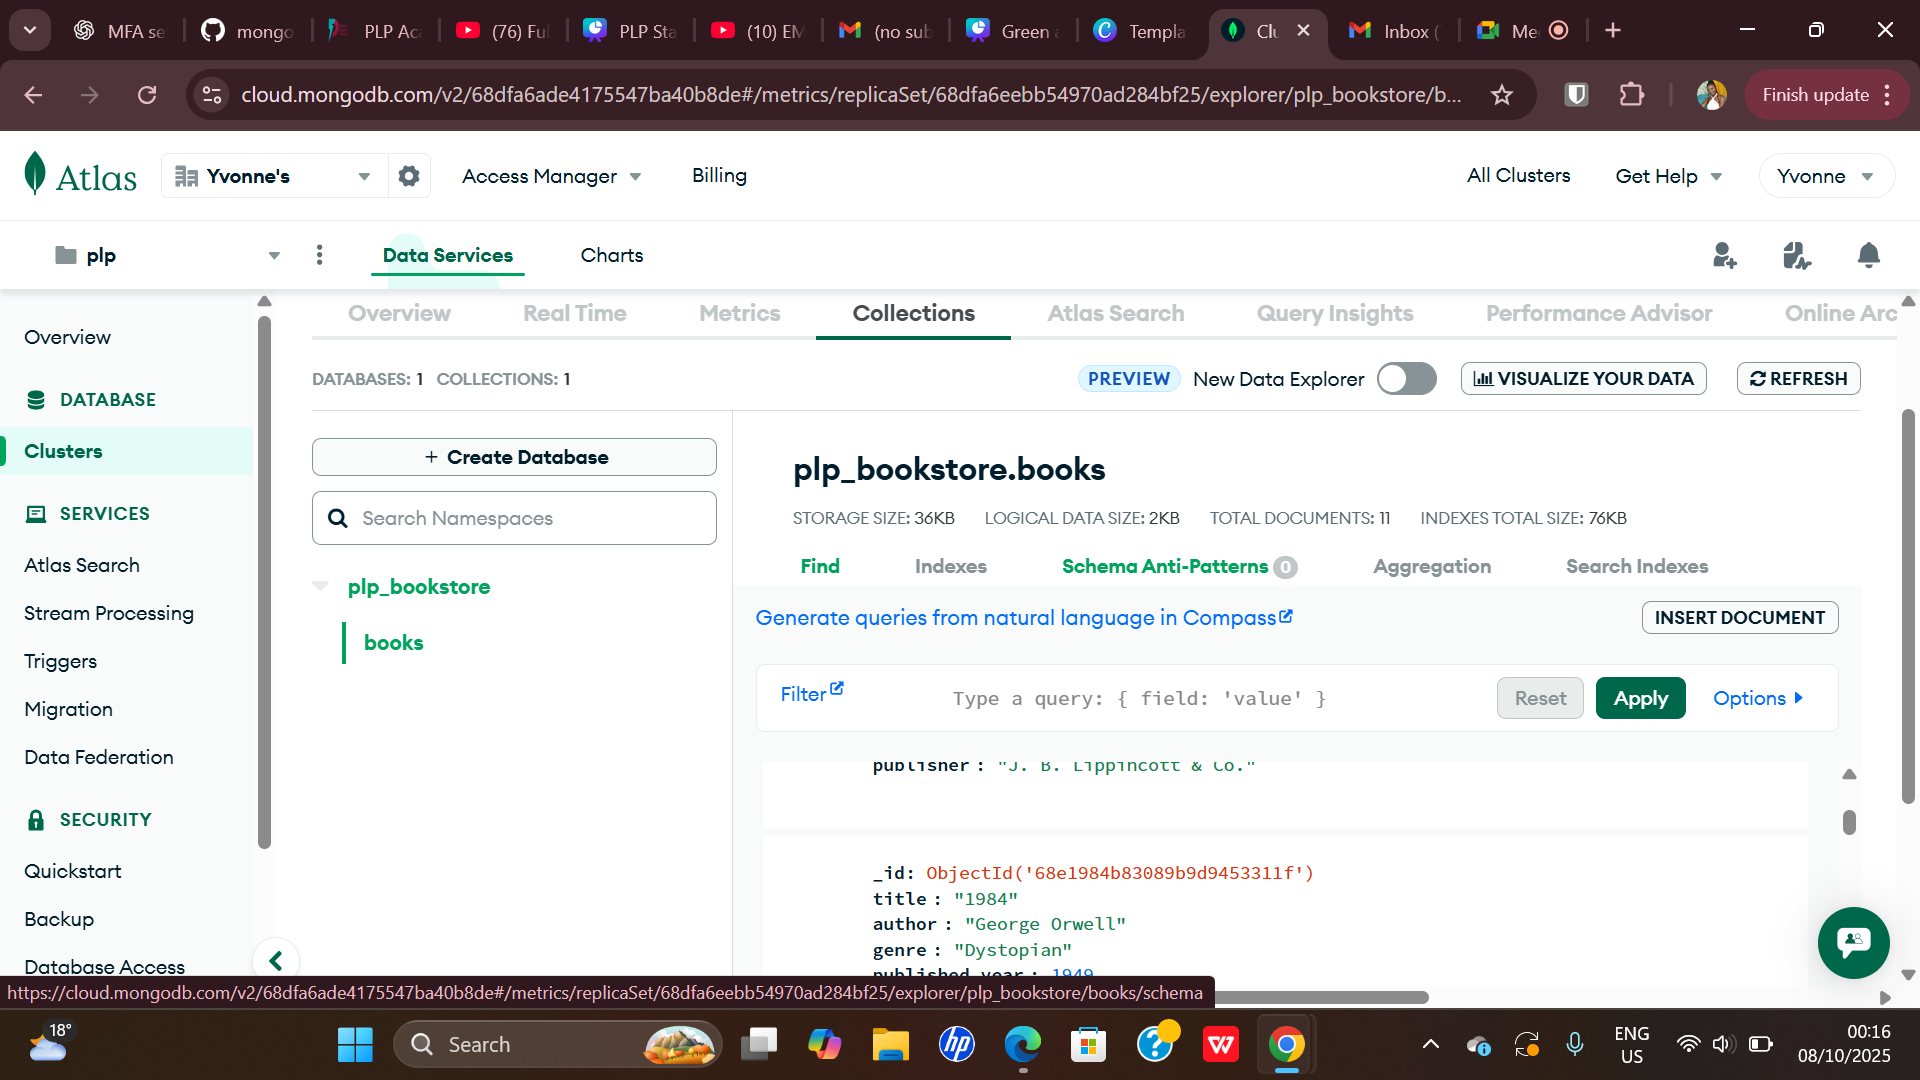 MFA se
mongo
PLP Aca
(76) Ful
PLP Sta
(10) EM
(no sub
Green a
Templa
Clu
Inbox (
Mee
cloud.mongodb.com/v2/68dfa6ade4175547ba40b8de#/metrics/replicaSet/68dfa6eebb54970ad284bf25/explorer/plp_bookstore/b...
Finish update
Atlas
Yvonne's
Access Manager
Billing
All Clusters
Get Help
Yvonne
plp
Data Services
Charts
Overview
Real Time
Metrics
Collections
Atlas Search
Query Insights
Performance Advisor
Online Arc
DATABASES: 1 COLLECTIONS: 1
PREVIEW
New Data Explorer
VISUALIZE YOUR DATA
REFRESH
Overview
DATABASE
Clusters
SERVICES
Atlas Search
Stream Processing
Triggers
Migration
Data Federation
SECURITY
Quickstart
Backup
Database Access
+ Create Database
Search Namespaces
plp_bookstore
books
plp_bookstore.books
STORAGE SIZE: 36KB LOGICAL DATA SIZE: 2KB TOTAL DOCUMENTS: 11 INDEXES TOTAL SIZE: 76KB
Find
Indexes
Schema Anti-Patterns 0
Aggregation
Search Indexes
Generate queries from natural language in Compass
INSERT DOCUMENT
Filter
Type a query: { field: 'value' }
Reset
Apply
Options
publisher : "J. B. Lippincott & Co."
_id: ObjectId('68e1984b83089b9d9453311f')
title : "1984"
author : "George Orwell"
genre : "Dystopian"
published_year : 1949
https://cloud.mongodb.com/v2/68dfa6ade4175547ba40b8de#/metrics/replicaSet/68dfa6eebb54970ad284bf25/explorer/plp_bookstore/books/schema
18°
Search
hp
W
ENG
US
00:16
08/10/2025